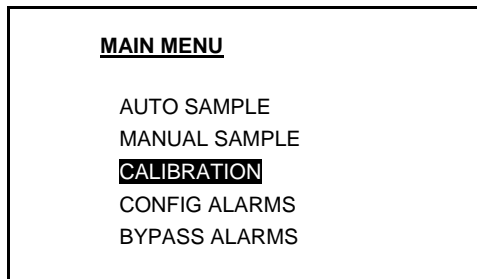 MAIN MENU
AUTO SAMPLE
MANUAL SAMPLE
CALIBRATION
CONFIG ALARMS
BYPASS ALARMS